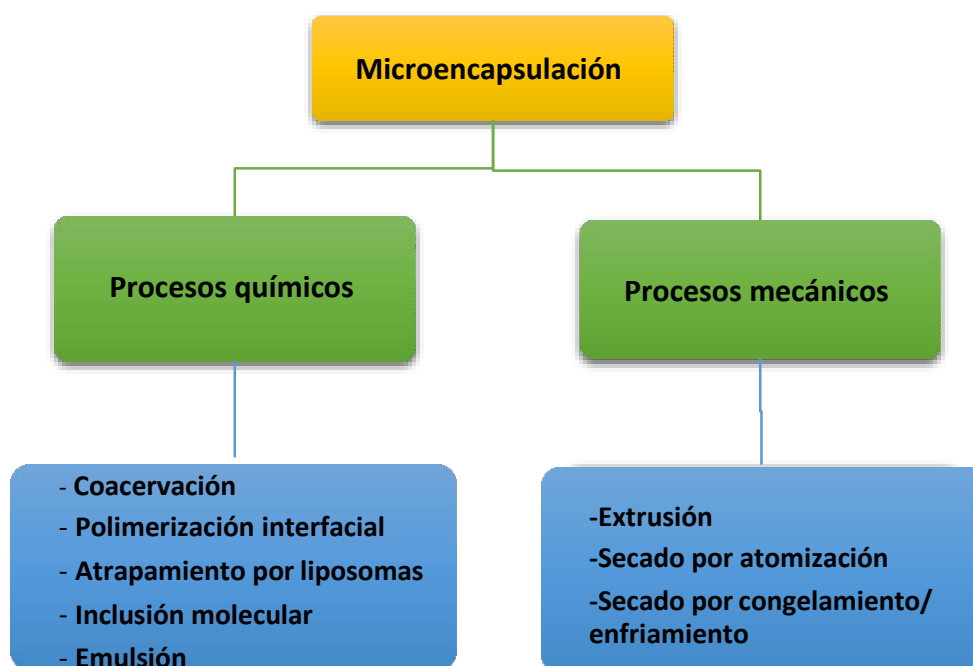 Microencapsulación
Procesos químicos
Procesos mecánicos
- Coacervación
- Polimerización interfacial
- Atrapamiento por liposomas
- Inclusión molecular
- Emulsión
-Extrusión
-Secado por atomización
-Secado por congelamiento/
enfriamiento